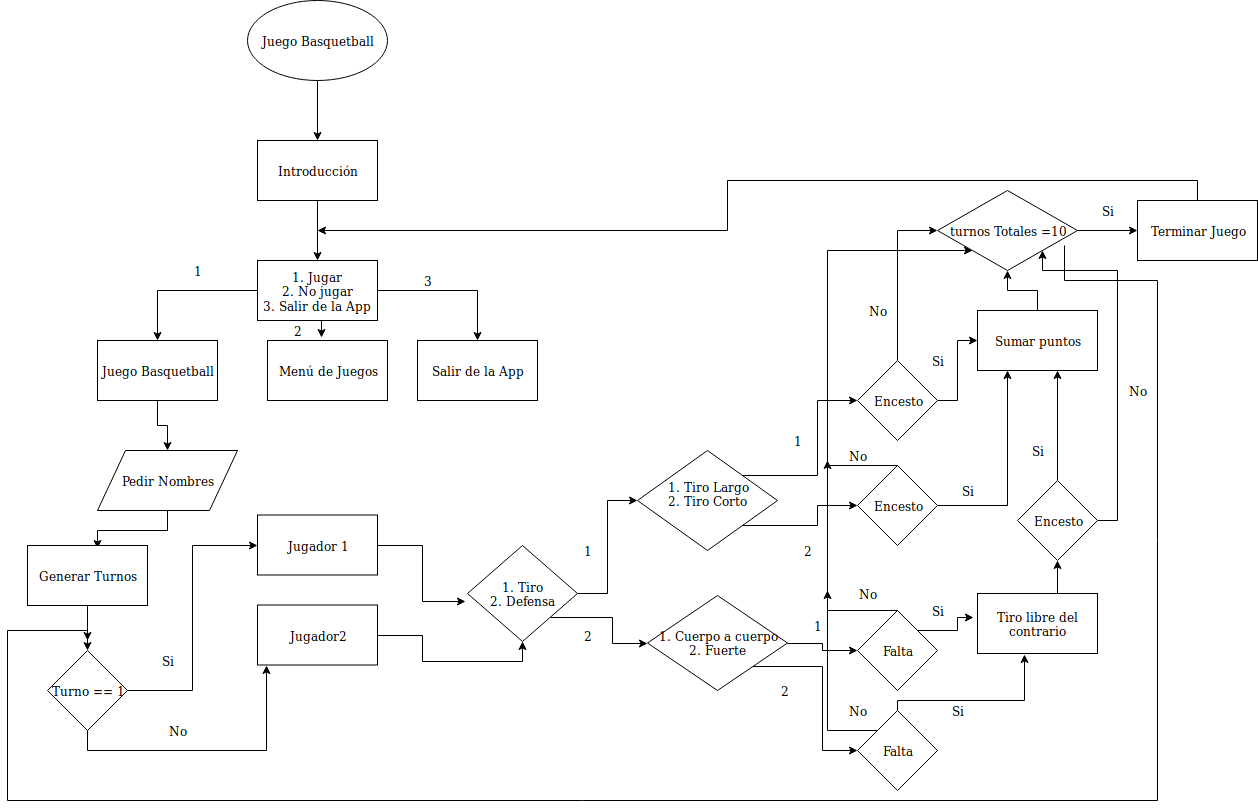 Juego Basquetball
Introducción
1. Jugar
2. No jugar
3. Salir de la App
1
2
3
Juego Basquetball
Menú de Juegos
Salir de la App
Pedir Nombres
Generar Turnos
Turno == 1
Si
No
Jugador 1
Jugador2
1. Tiro
2. Defensa
1
2
1. Tiro Largo
2. Tiro Corto
1
2
1. Cuerpo a cuerpo
2. Fuerte
1
2
Encesto
No
Si
Encesto
No
Si
Falta
No
Si
Falta
No
Si
Tiro libre del
contrario
Encesto
Si
No
Sumar puntos
turnos Totales =10
Si
Terminar Juego